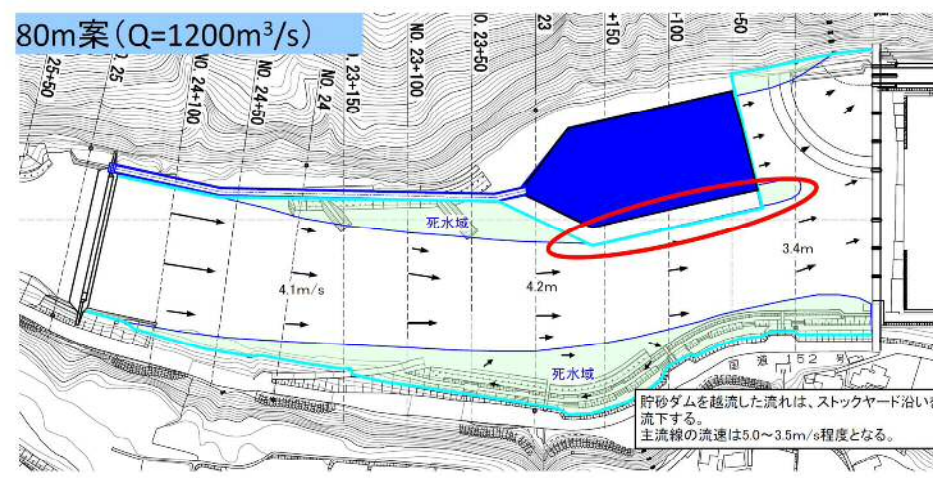 80m案(Q=1200m³/s)
NO. 25
NO. 24+100
NO. 24+50
NO. 24
NO. 23+150
NO. 23+100
NO. 23+50
23
+150
+100
+50
死水域
4.1m/s
4.2m
3.4m
死水域
国道152号
貯砂ダムを越流した流れは、ストックヤード沿いを
流下する。
主流線の流速は5.0～3.5m/s程度となる。